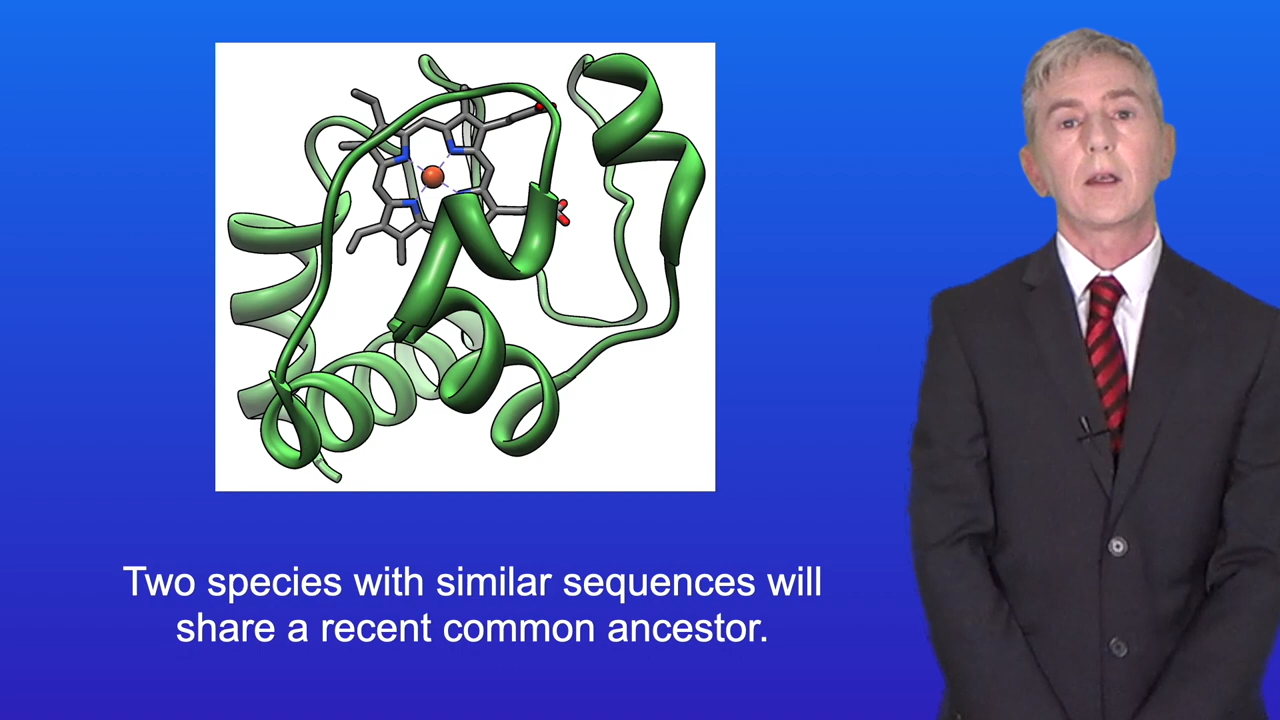 Two species with similar sequences will
share a recent common ancestor.